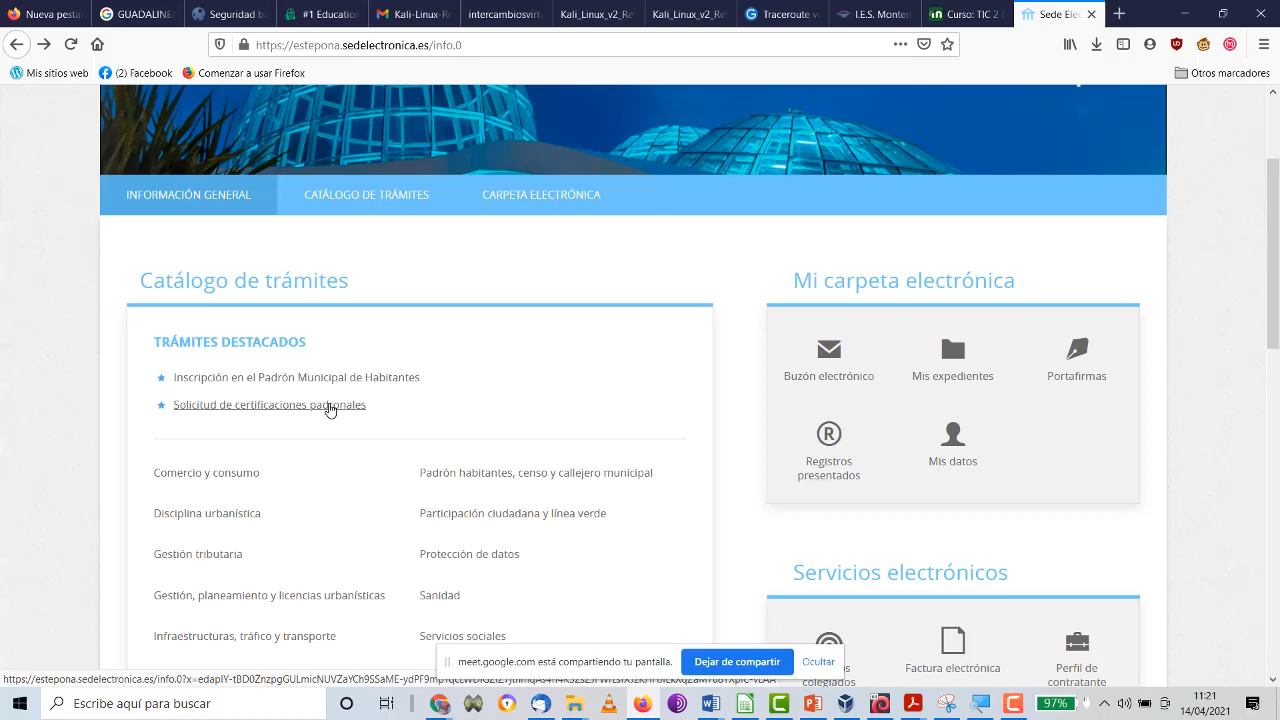 Nueva pesta
GUADALINE
Seguridad
#1 Educat
Kali-Linux-R
intercambiosvirt
Kali_Linux_v2_Re
Kali_Linux_v2_R
Traceroute
I.E.S. Monter
Curso: TIC 2
Sede Ele
https://estepona.sedelectronica.es/info.0
Mis sitios web
(2) Facebook
Comenzar a usar Firefox
Otros marcadores
INFORMACIÓN GENERAL
CATÁLOGO DE TRÁMITES
CARPETA ELECTRÓNICA
Catálogo de trámites
TRÁMITES DESTACADOS
Inscripción en el Padrón Municipal de Habitantes
Solicitud de certificaciones padronales
Comercio y consumo
Padrón habitantes, censo y callejero municipal
Disciplina urbanística
Participación ciudadana y línea verde
Gestión tributaria
Protección de datos
Gestión, planeamiento y licencias urbanísticas
Sanidad
Infraestructuras, tráfico y transporte
Servicios sociales
Mi carpeta electrónica
Buzón electrónico
Mis expedientes
Portafirmas
Registros
presentados
Mis datos
Servicios electrónicos
colegiados
Factura electrónica
Perfil de
contratante
meet.google.com está compartiendo tu pantalla.
Dejar de compartir
Ocultar
Escribe aquí para buscar
97%
11:21
14/04/2021